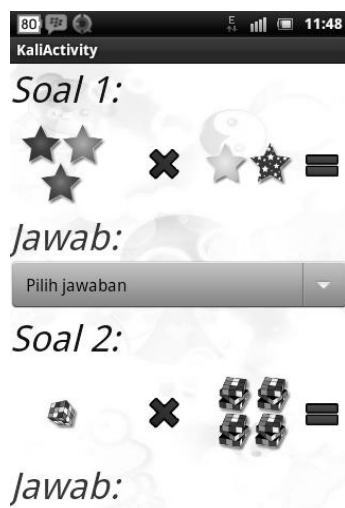 80 E 11:48
KaliActivity
Soal 1:
Jawab:
Pilih jawaban
Soal 2:
Jawab: